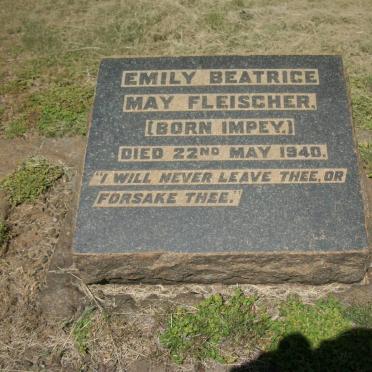 EMILY BEATRICE
MAY FLEISCHER.
(BORN IMPEY.)
DIED 22ND MAY 1940.
"I WILL NEVER LEAVE THEE, OR
FORSAKE THEE."